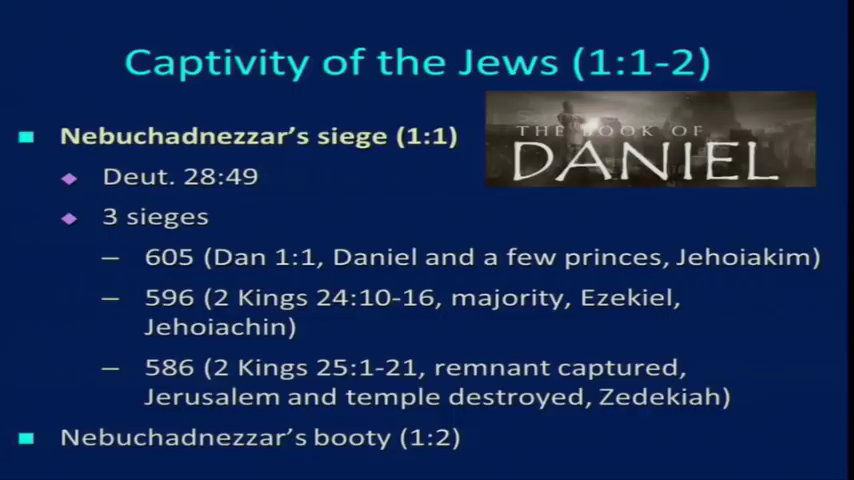 Captivity of the Jews (1:1-2)
THE BOOK OF
DANIEL
Nebuchadnezzar's siege (1:1)
Deut. 28:49
3 sieges
– 605 (Dan 1:1, Daniel and a few princes, Jehoiakim)
– 596 (2 Kings 24:10-16, majority, Ezekiel,
Jehoiachin)
– 586 (2 Kings 25:1-21, remnant captured,
Jerusalem and temple destroyed, Zedekiah)
Nebuchadnezzar's booty (1:2)